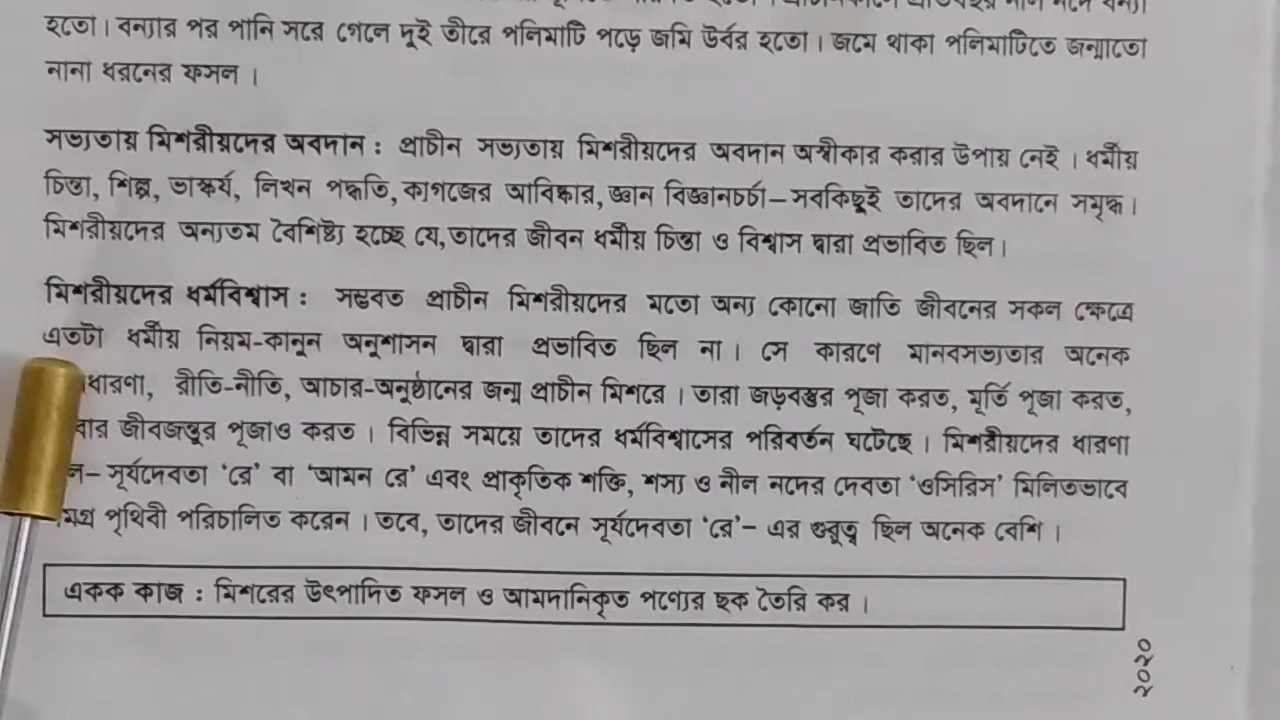 হতো। বন্যার পর পানি সরে গেলে দুই তীরে পলিমাটি পড়ে জমি উর্বর হতো। জমে থাকা পলিমাটিতে জন্মাতো
নানা ধরনের ফসল।
সভ্যতায় মিশরীয়দের অবদান : প্রাচীন সভ্যতায় মিশরীয়দের অবদান অস্বীকার করার উপায় নেই। ধর্মীয়
চিন্তা, শিল্প, ভাস্কর্য, লিখন পদ্ধতি, কাগজের আবিষ্কার, জ্ঞান বিজ্ঞানচর্চা– সবকিছুই তাদের অবদানে সমৃদ্ধ।
মিশরীয়দের অন্যতম বৈশিষ্ট্য হচ্ছে যে, তাদের জীবন ধর্মীয় চিন্তা ও বিশ্বাস দ্বারা প্রভাবিত ছিল।
মিশরীয়দের ধর্মবিশ্বাস : সম্ভবত প্রাচীন মিশরীয়দের মতো অন্য কোনো জাতি জীবনের সকল ক্ষেত্রে
এতটা ধর্মীয় নিয়ম-কানুন অনুশাসন দ্বারা প্রভাবিত ছিল না। সে কারণে মানবসভ্যতার অনেক
ধারণা, রীতি-নীতি, আচার-অনুষ্ঠানের জন্ম প্রাচীন মিশরে। তারা জড়বস্তুর পূজা করত, মূর্তি পূজা করত,
বার জীবজন্তুর পূজাও করত। বিভিন্ন সময়ে তাদের ধর্মবিশ্বাসের পরিবর্তন ঘটেছে। মিশরীয়দের ধারণা
ল– সূর্যদেবতা ‘রে’ বা ‘আমন রে’ এবং প্রাকৃতিক শক্তি, শস্য ও নীল নদের দেবতা ‘ওসিরিস’ মিলিতভাবে
মগ্র পৃথিবী পরিচালিত করেন। তবে, তাদের জীবনে সূর্যদেবতা ‘রে’– এর গুরুত্ব ছিল অনেক বেশি।
একক কাজ : মিশরের উৎপাদিত ফসল ও আমদানিকৃত পণ্যের ছক তৈরি কর।
২০২০